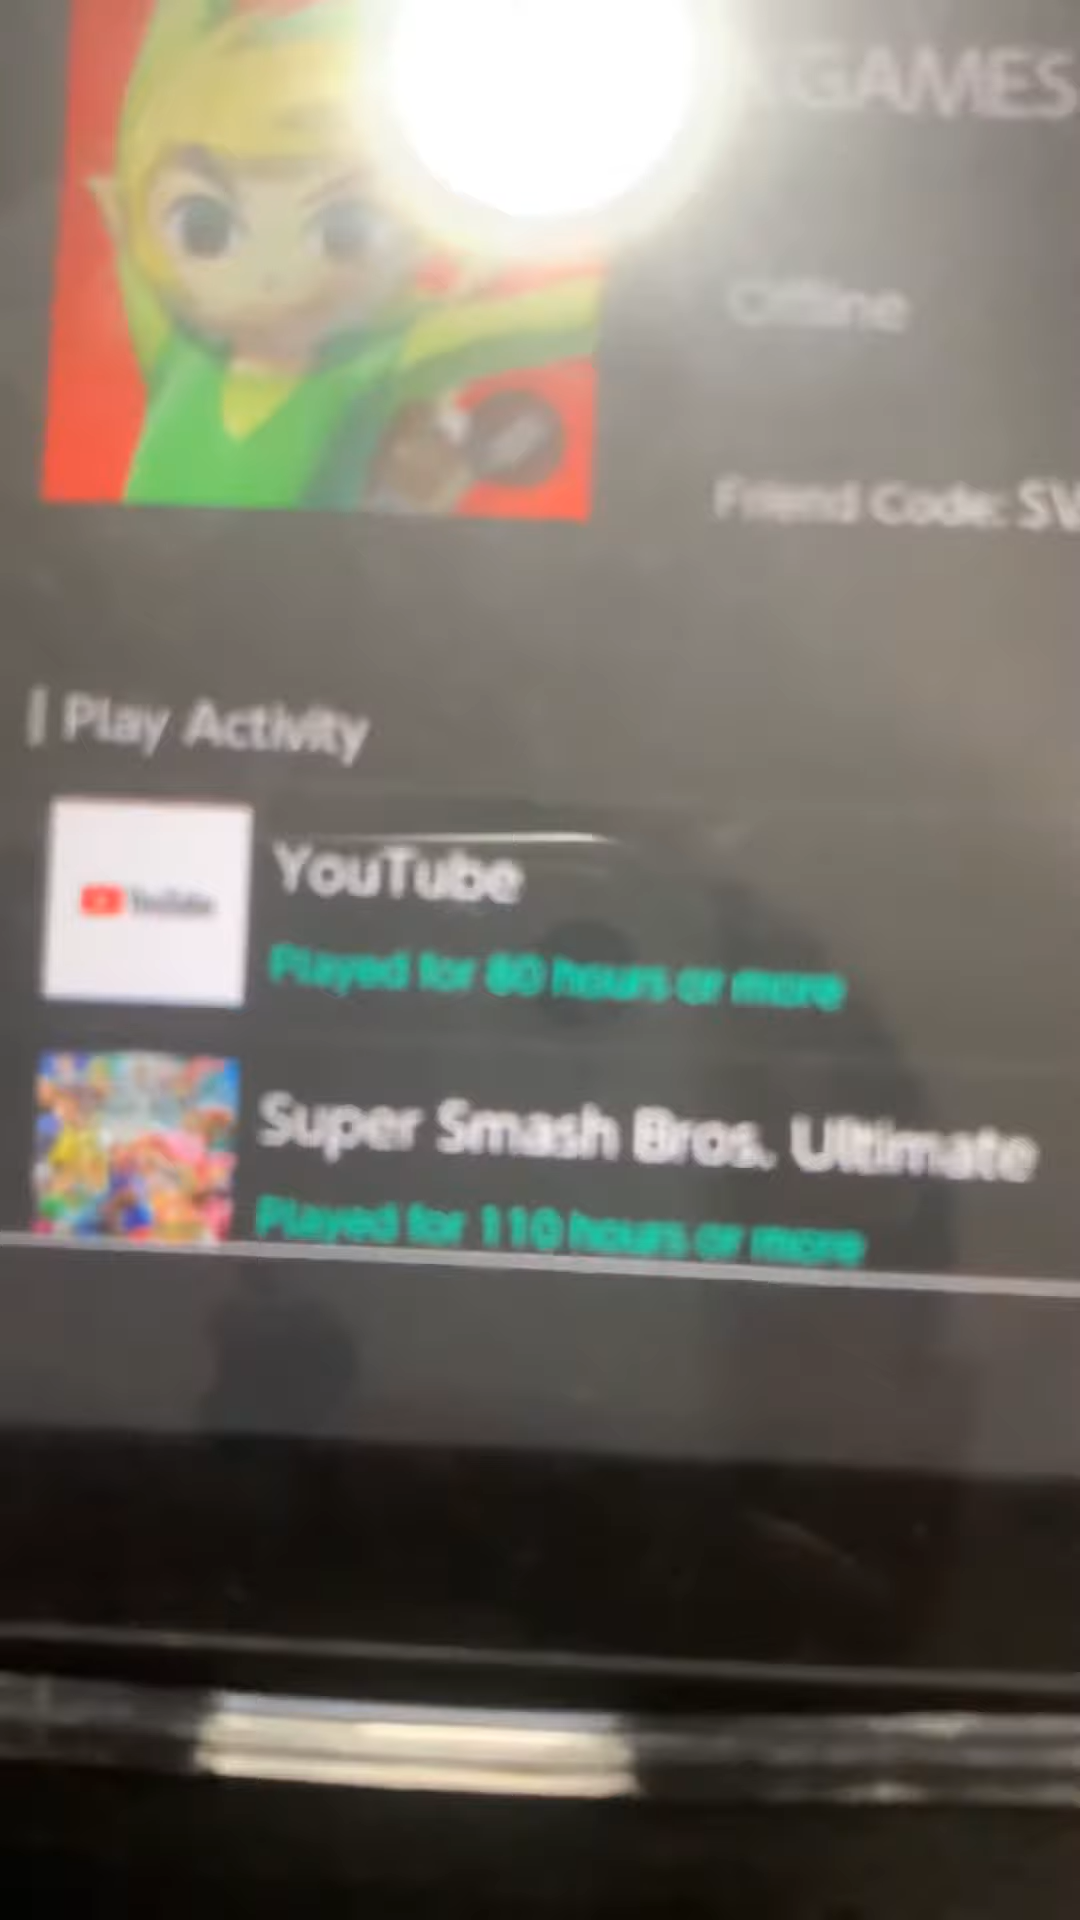 GAMES
Offline
Friend Code: SW
| Play Activity
YouTube
YouTube
Played for 80 hours or more
Super Smash Bros. Ultimate
Played for 110 hours or more